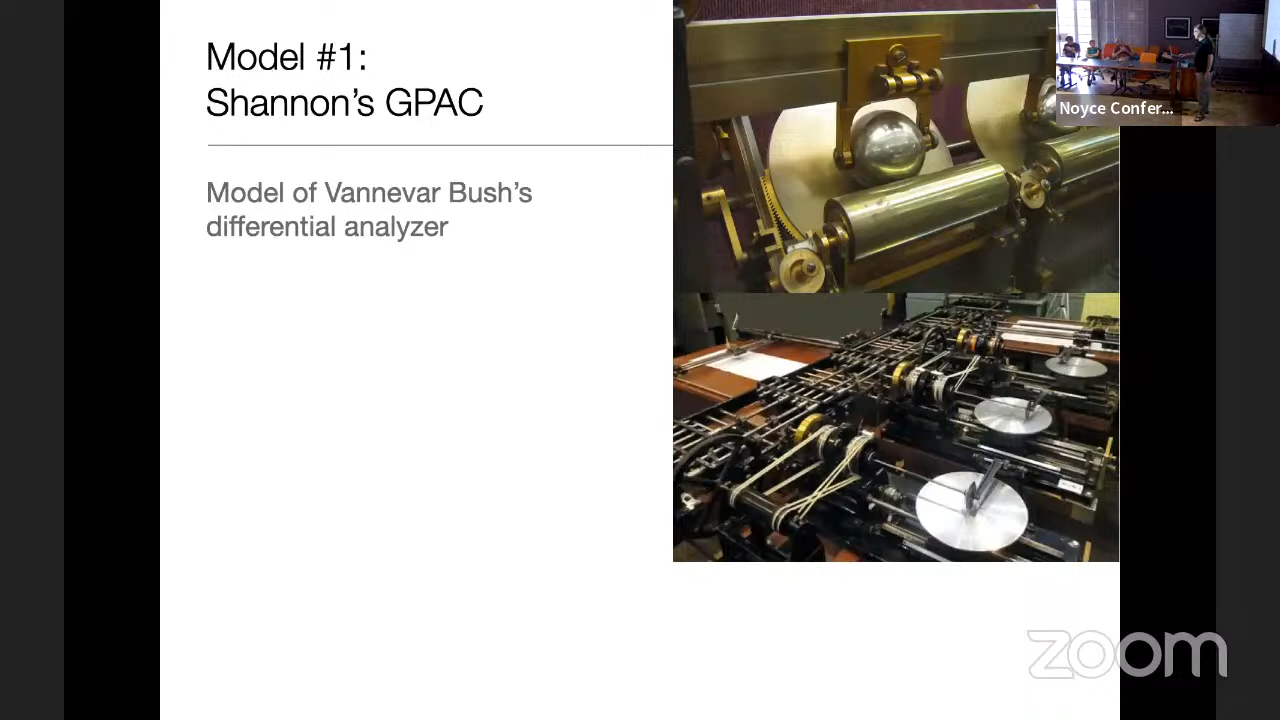 Model #1:
Shannon's GPAC
Model of Vannevar Bush's
differential analyzer
Noyce Confer...
zoom